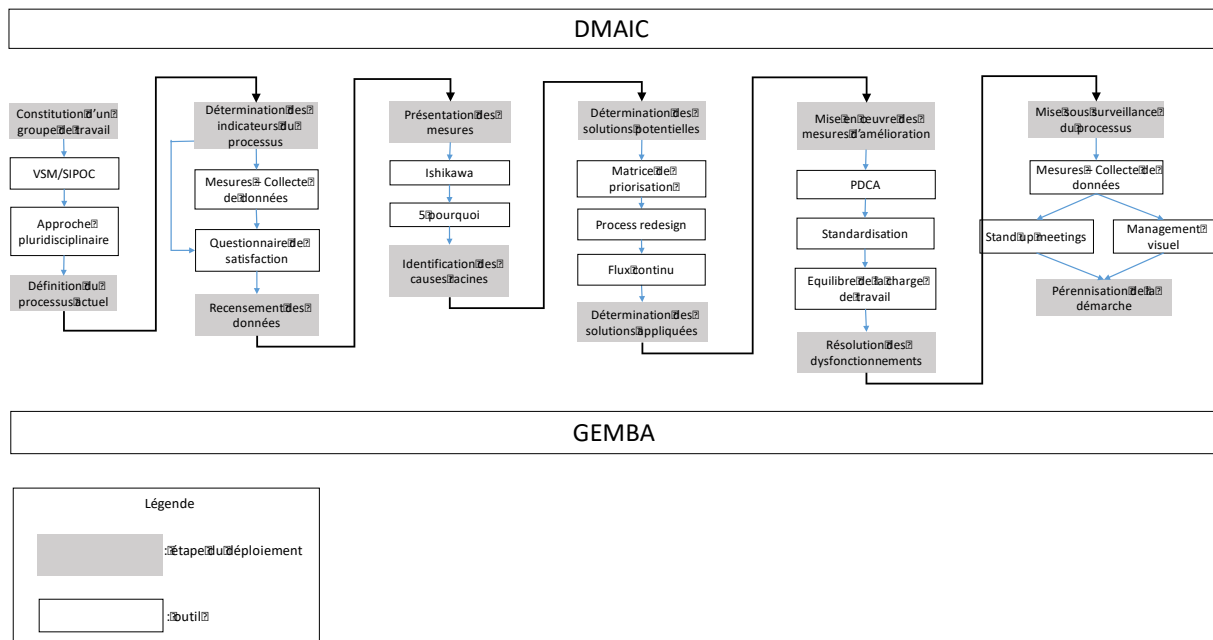 DMAIC
Constitution d'un
groupe de travail
VSM/SIPOC
Approche
pluridisciplinaire
Définition du
processus actuel
Détermination des
indicateurs du
processus
Mesures – Collecte
de données
Questionnaire de
satisfaction
Recensement des
données
Présentation des
mesures
Ishikawa
5 pourquoi
Identification des
causes racines
Détermination des
solutions potentielles
Matrice de
priorisation
Process redesign
Flux continu
Détermination des
solutions appliquées
Mise en œuvre des
mesures d'amélioration
PDCA
Standardisation
Equilibre de la charge
de travail
Résolution des
dysfonctionnements
Mise sous surveillance
du processus
Mesures – Collecte de
données
Stand up meetings
Management
visuel
Pérennisation de la
démarche
GEMBA
Légende
: étape du déploiement
: outil